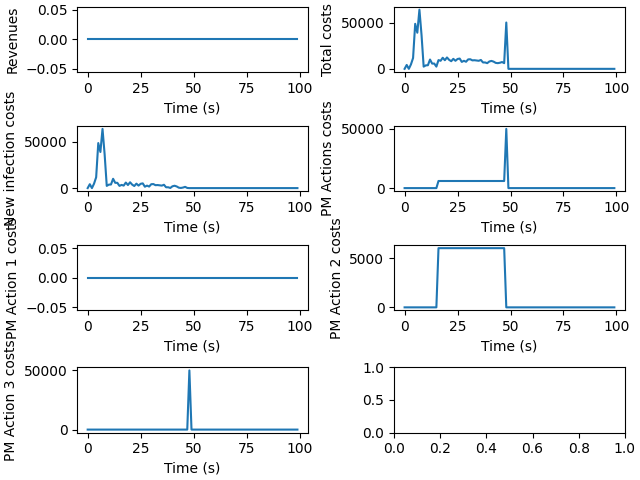 Revenues
0.05
0.00
−0.05
0 25 50 75 100
Time (s)
Total costs
50000
0
0 25 50 75 100
Time (s)
New infection costs
50000
0
0 25 50 75 100
Time (s)
PM Actions costs
50000
0
0 25 50 75 100
Time (s)
PM Action 1 costs
0.05
0.00
−0.05
0 25 50 75 100
Time (s)
PM Action 2 costs
5000
0
0 25 50 75 100
Time (s)
PM Action 3 costs
50000
0
0 25 50 75 100
Time (s)
1.0
0.5
0.0
0.0 0.2 0.4 0.6 0.8 1.0